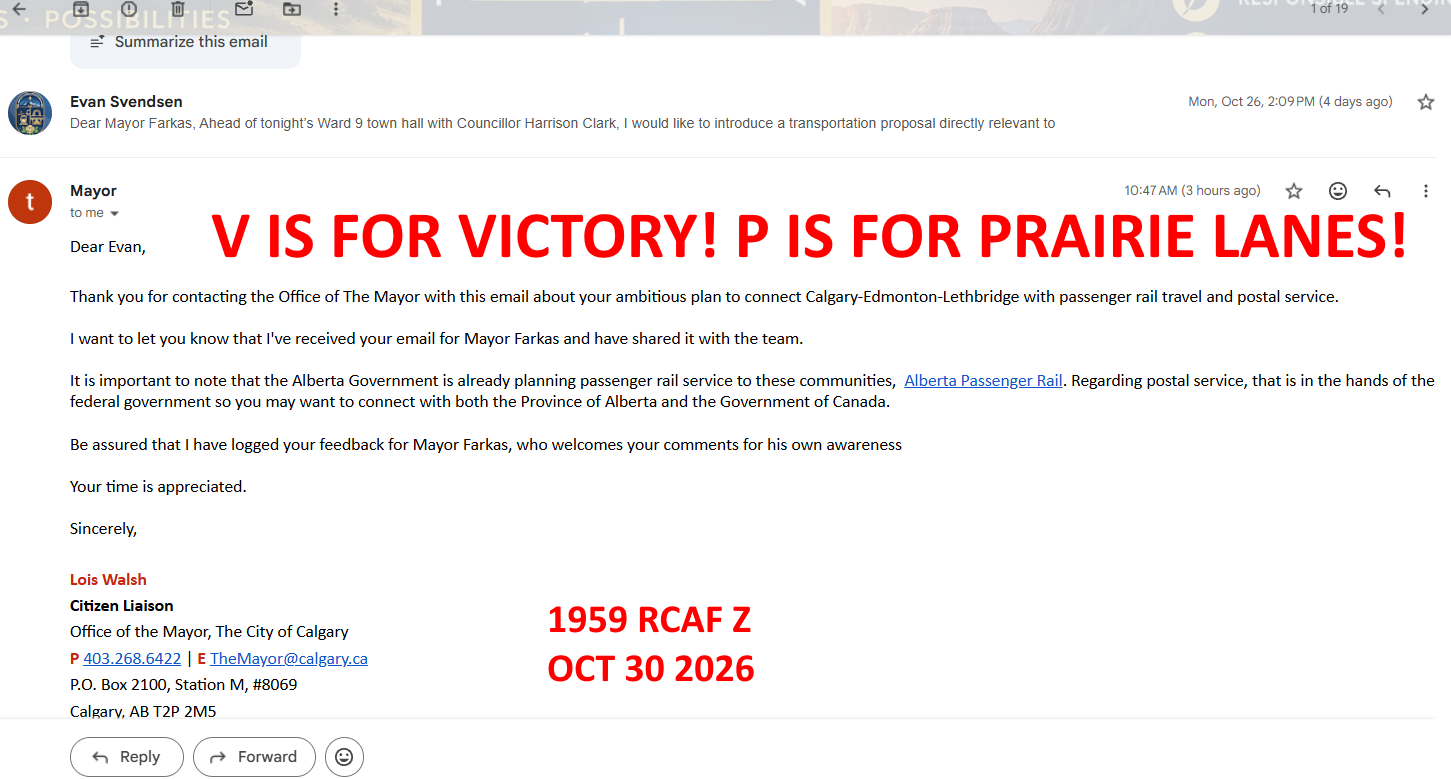 S POSSIBILITIES
1 of 19
Summarize this email
Evan Svendsen
Mon, Oct 26, 2:09 PM (4 days ago)
Dear Mayor Farkas, Ahead of tonight's Ward 9 town hall with Councillor Harrison Clark, I would like to introduce a transportation proposal directly relevant to
t
Mayor
10:47 AM (3 hours ago)
to me
V IS FOR VICTORY! P IS FOR PRAIRIE LANES!
Dear Evan,
Thank you for contacting the Office of The Mayor with this email about your ambitious plan to connect Calgary-Edmonton-Lethbridge with passenger rail travel and postal service.
I want to let you know that I've received your email for Mayor Farkas and have shared it with the team.
It is important to note that the Alberta Government is already planning passenger rail service to these communities, Alberta Passenger Rail. Regarding postal service, that is in the hands of the
federal government so you may want to connect with both the Province of Alberta and the Government of Canada.
Be assured that I have logged your feedback for Mayor Farkas, who welcomes your comments for his own awareness
Your time is appreciated.
Sincerely,
Lois Walsh
Citizen Liaison
Office of the Mayor, The City of Calgary
P 403.268.6422 | E TheMayor@calgary.ca
P.O. Box 2100, Station M, #8069
Calgary, AB T2P 2M5
1959 RCAF Z
OCT 30 2026
Reply
Forward